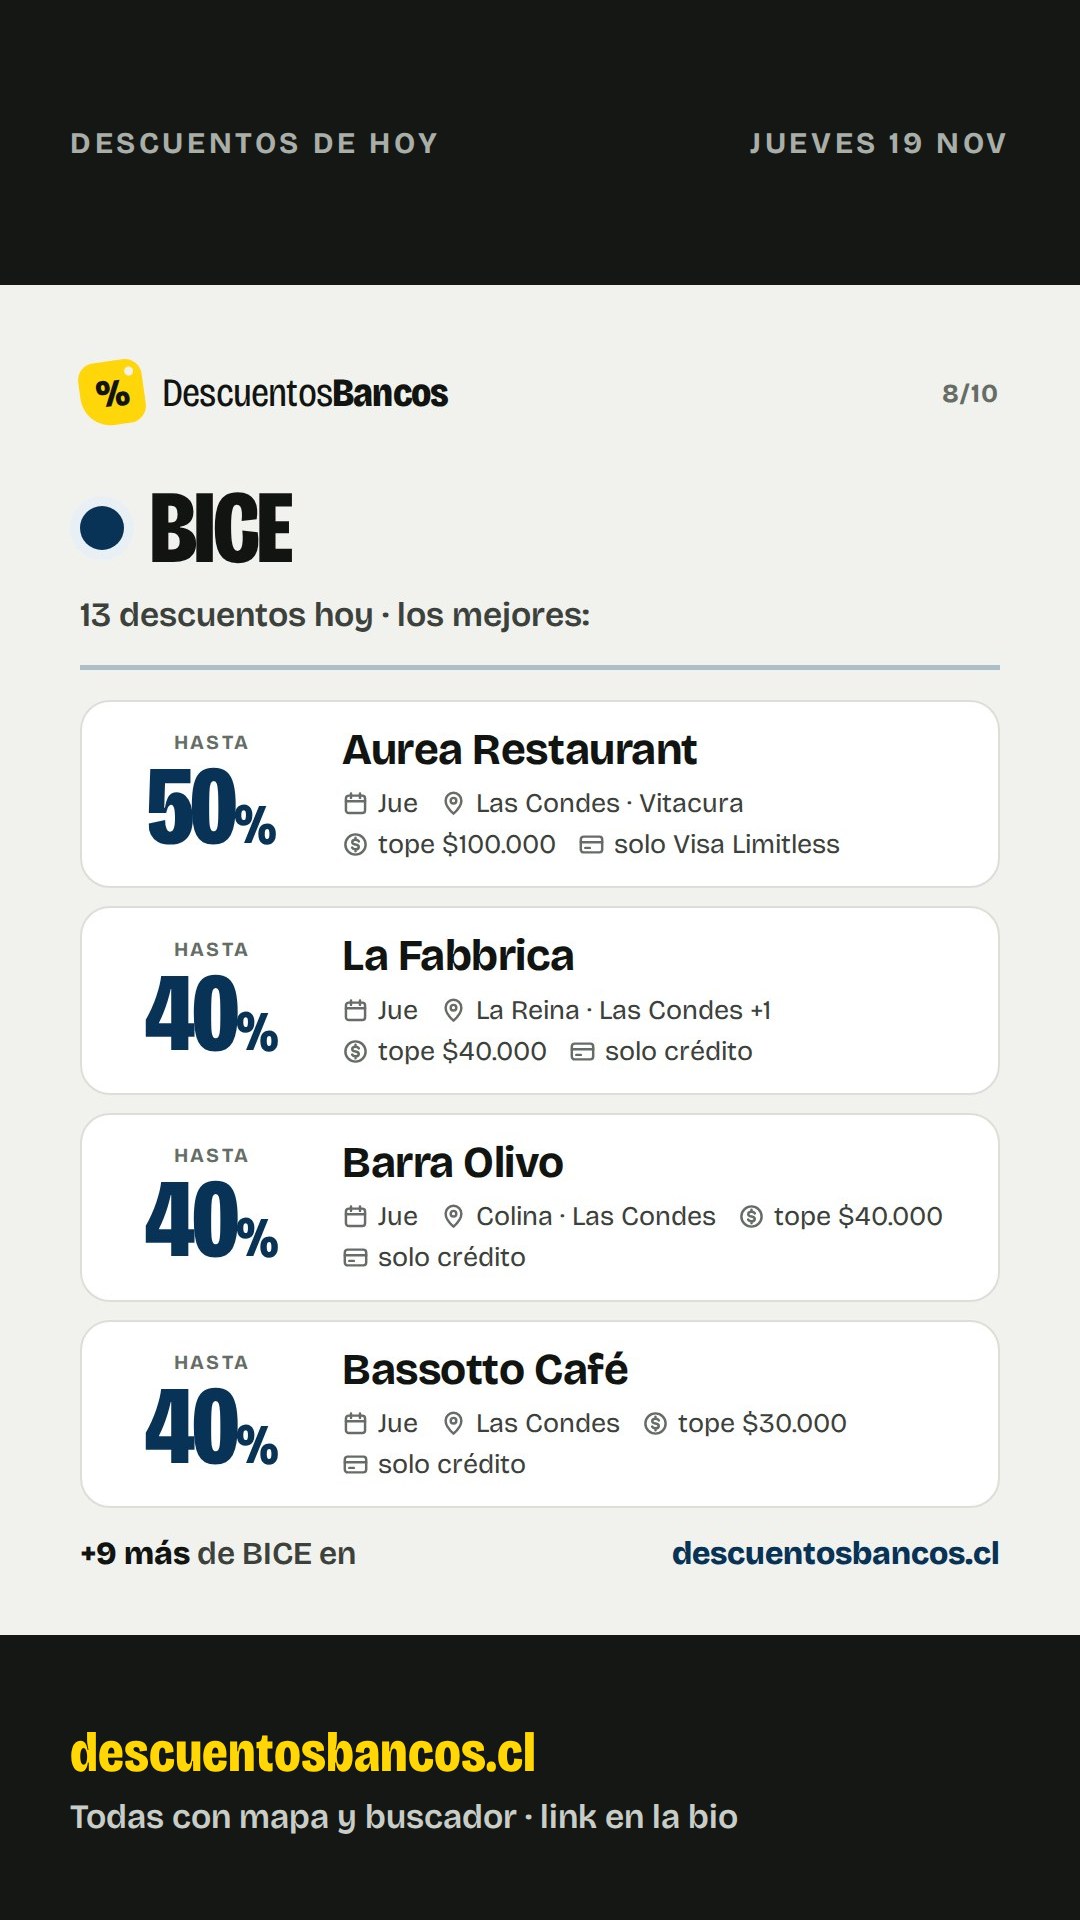 DESCUENTOS DE HOY
JUEVES 19 NOV
%
DescuentosBancos
8/10
BICE
13 descuentos hoy · los mejores:
HASTA
50%
Aurea Restaurant
Jue Las Condes · Vitacura
tope $100.000 solo Visa Limitless
HASTA
40%
La Fabbrica
Jue La Reina · Las Condes +1
tope $40.000 solo crédito
HASTA
40%
Barra Olivo
Jue Colina · Las Condes tope $40.000
solo crédito
HASTA
40%
Bassotto Café
Jue Las Condes tope $30.000
solo crédito
+9 más de BICE en
descuentosbancos.cl
descuentosbancos.cl
Todas con mapa y buscador · link en la bio